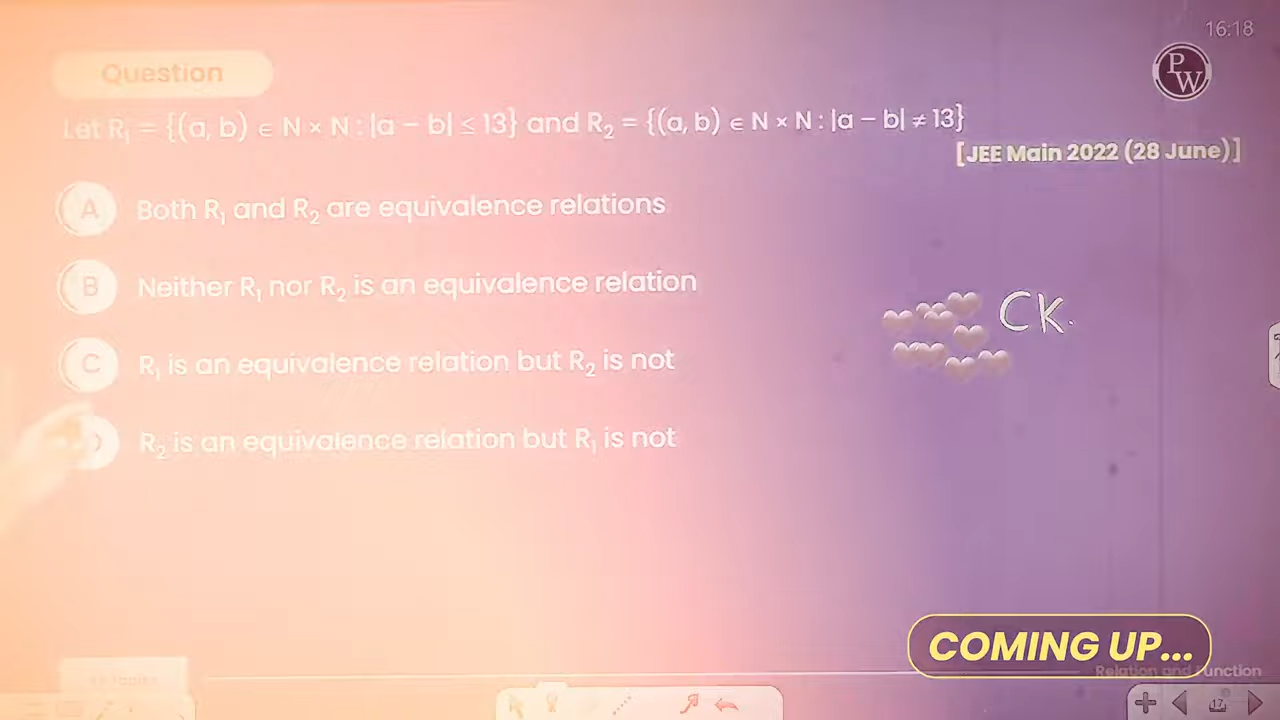 16:18
PW
Question
Let R₁ = {(a, b) ∈ N × N : |a − b| ≤ 13} and R₂ = {(a, b) ∈ N × N : |a − b| ≠ 13}
[JEE Main 2022 (28 June)]
A Both R₁ and R₂ are equivalence relations
B Neither R₁ nor R₂ is an equivalence relation
C R₁ is an equivalence relation but R₂ is not
D R₂ is an equivalence relation but R₁ is not
CK.
COMING UP...
Relation and Function
17